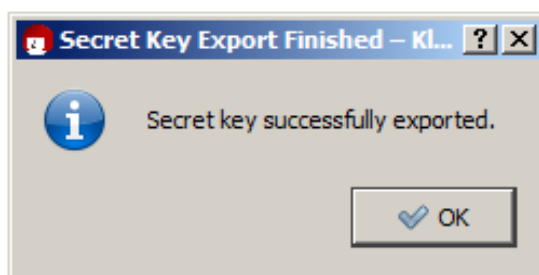 Secret Key Export Finished – Kl...
Secret key successfully exported.
OK